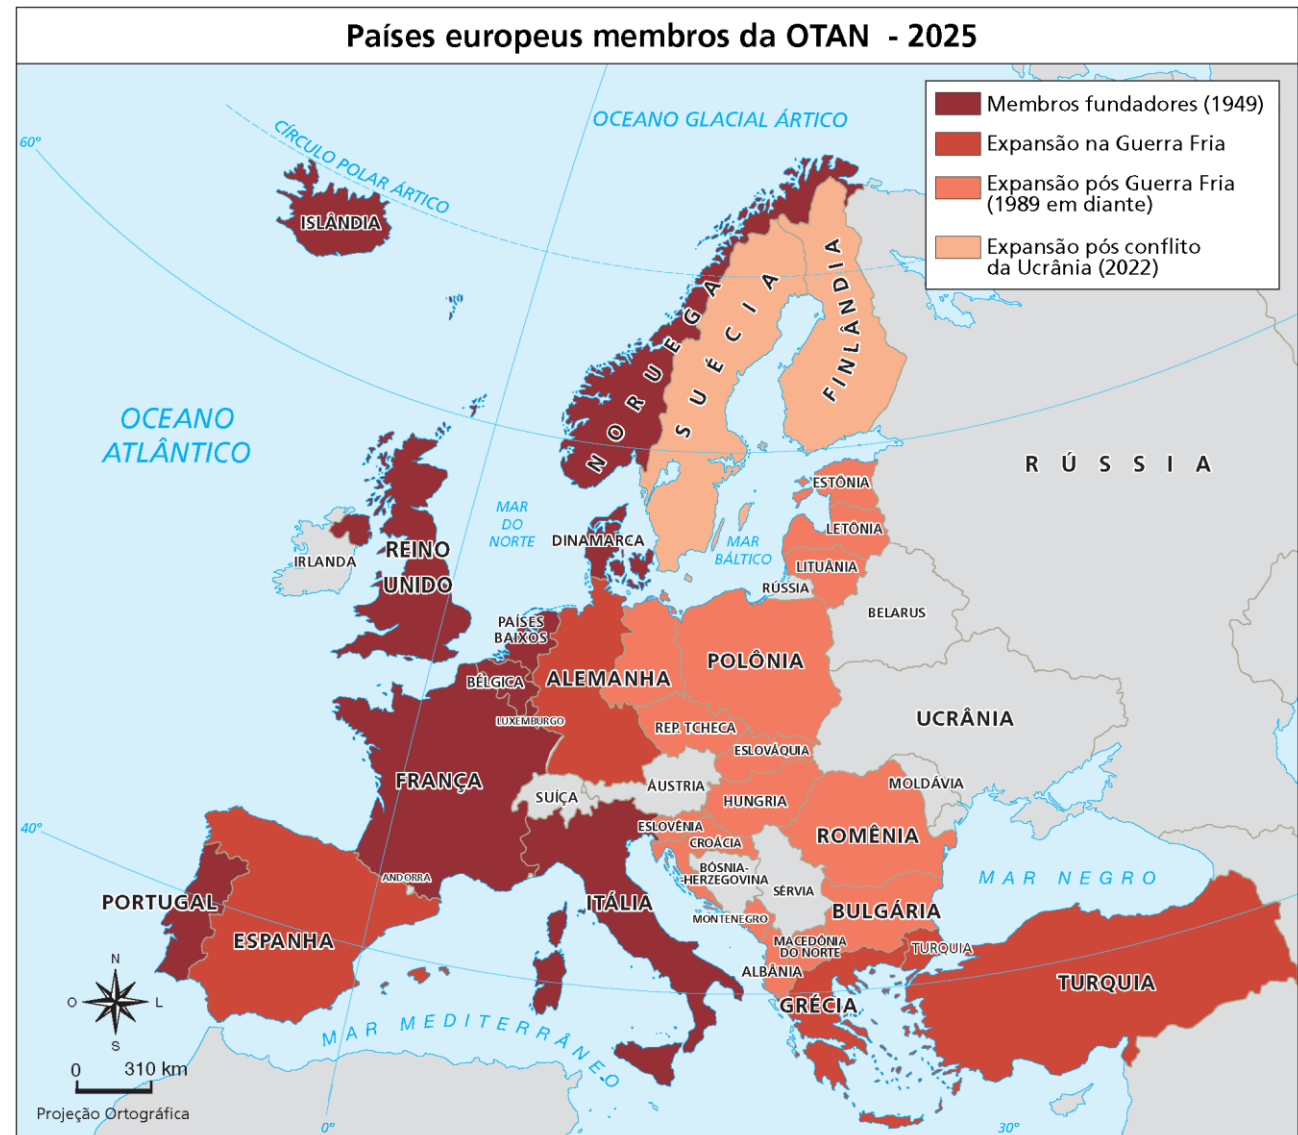 Países europeus membros da OTAN - 2025
Membros fundadores (1949)
Expansão na Guerra Fria
Expansão pós Guerra Fria
(1989 em diante)
Expansão pós conflito
da Ucrânia (2022)
OCEANO GLACIAL ÁRTICO
CÍRCULO POLAR ÁRTICO
60º
ISLÂNDIA
NORUEGA
SUÉCIA
FINLÂNDIA
OCEANO
ATLÂNTICO
RÚSSIA
ESTÔNIA
MAR
DO
NORTE
LETÔNIA
DINAMARCA
MAR
BÁLTICO
REINO
UNIDO
IRLANDA
LITUÂNIA
RÚSSIA
BELARUS
PAÍSES
BAIXOS
POLÔNIA
BÉLGICA
ALEMANHA
LUXEMBURGO
UCRÂNIA
REP. TCHECA
ESLOVÁQUIA
FRANÇA
SUÍÇA
ÁUSTRIA
MOLDÁVIA
HUNGRIA
40º
ESLOVÊNIA
CROÁCIA
ROMÊNIA
BÓSNIA-
-HERZEGOVINA
SÉRVIA
ANDORRA
MAR NEGRO
PORTUGAL
ITÁLIA
MONTENEGRO
BULGÁRIA
ESPANHA
MACEDÔNIA
DO NORTE
TURQUIA
ALBÂNIA
TURQUIA
GRÉCIA
N
O
L
S
MAR MEDITERRÂNEO
0 310 km
Projeção Ortográfica
0º
30º